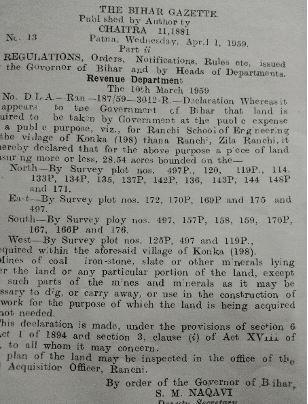 THE BIHAR GAZETTE
Published by Authority
CHAITRA 11,1881
No. 13 Patna, Wednesday, April 1, 1959.
Part ii
REGULATIONS, Orders, Notifications, Rules etc., issued
the Governor of Bihar and by Heads of Departments.
Revenue Department
The 10th March 1959
No. D L A—Ran—187/59—3012-R.—Declaration Whereas it
appears to the Government of Bihar that land is
quired to be taken by Government at the public expense
a public purpose, viz., for Ranchi School of Engineering
the village of Konka (198) thana Ranchi, Zila Ranchi, it
hereby declared that for the above purpose a piece of land
asuring more or less, 28.54 acres bounded on the—
North—By Survey plot nos. 497P., 120, 119P., 114,
133P, 134P, 135, 137P, 142P, 136, 143P, 144 148P
and 171.
East—By Survey plot nos. 172, 170P, 169P and 175 and
497.
South—By Survey ploy nos. 497, 157P, 158, 159, 170P,
167, 166P and 176.
West—By Survey plot nos. 125P, 497 and 119P.,
equired within the aforesaid village of Konka (198).
Mines of coal iron-stone, slate or other minerals lying
er the land or any particular portion of the land, except
such parts of the mines and minerals as it may be
essary to dig, or carry away, or use in the construction of
work for the purpose of which the land is being acquired
not needed.
This declaration is made, under the provisions of section 6
Act 1 of 1894 and section 3, clause (i) of Act XVIII of
, to all whom it may concern.
plan of the land may be inspected in the office of the
Acquisition Officer, Ranchi.
By order of the Governor of Bihar,
S. M. NAQAVI
Deputy Secretary